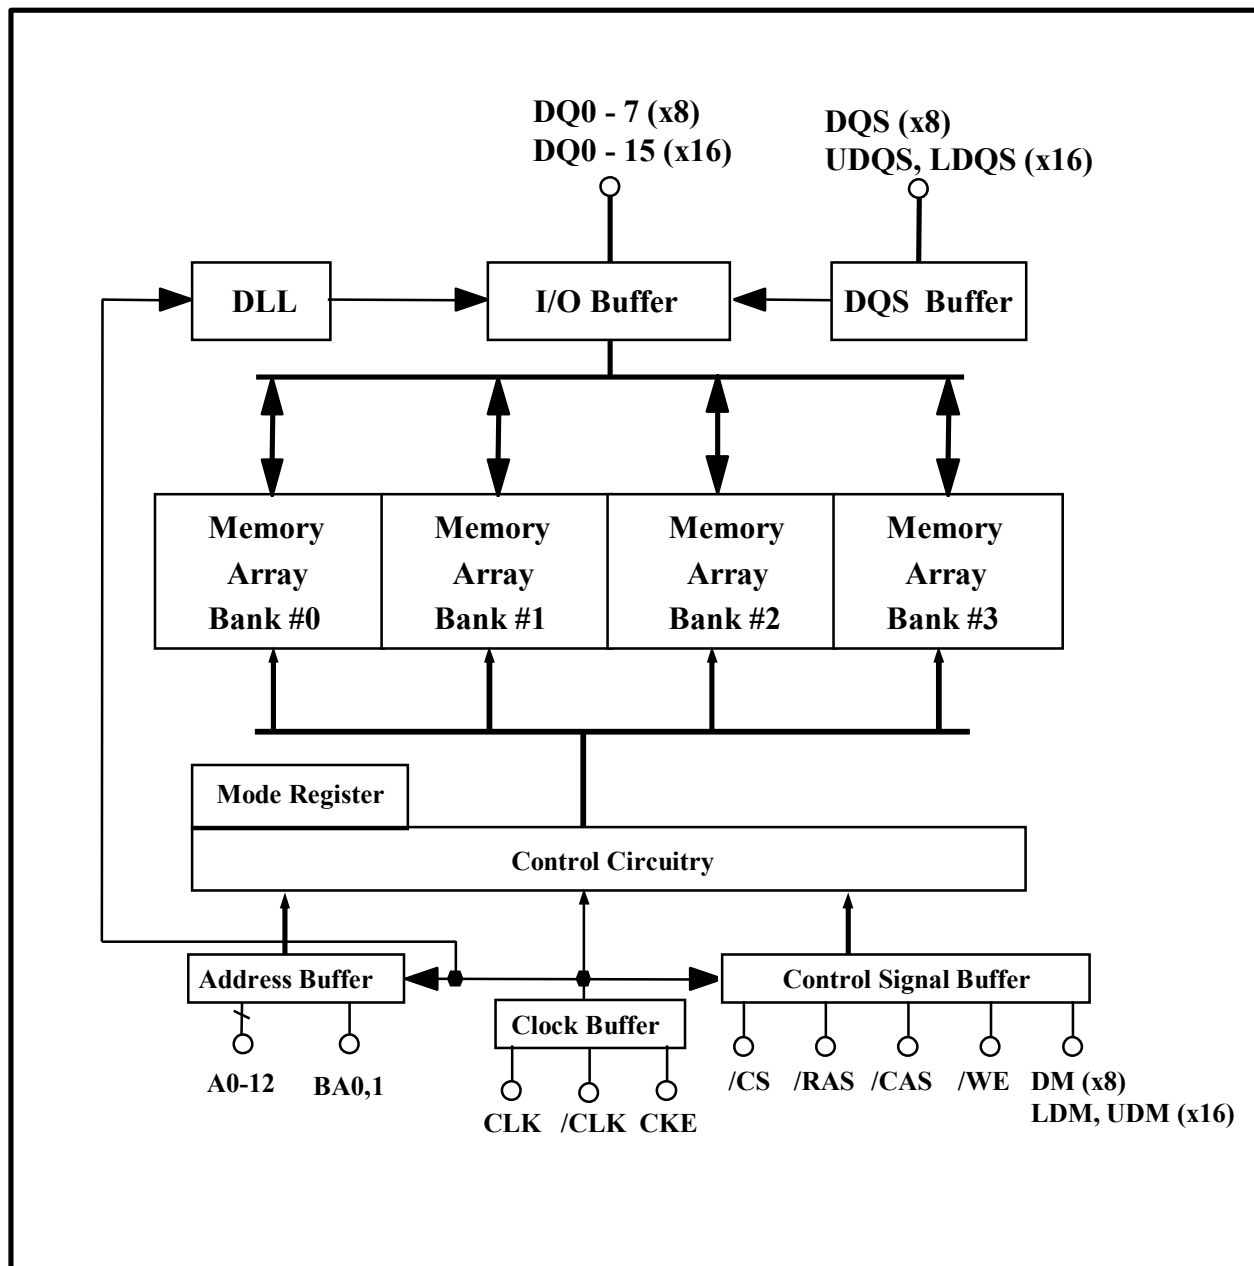 DQ0 - 7 (x8)
DQ0 - 15 (x16)
DQS (x8)
UDQS, LDQS (x16)
DLL
I/O Buffer
DQS Buffer
Memory
Array
Bank #0
Memory
Array
Bank #1
Memory
Array
Bank #2
Memory
Array
Bank #3
Mode Register
Control Circuitry
Address Buffer
Clock Buffer
Control Signal Buffer
A0-12
BA0,1
CLK
/CLK
CKE
/CS
/RAS
/CAS
/WE
DM (x8)
LDM, UDM (x16)